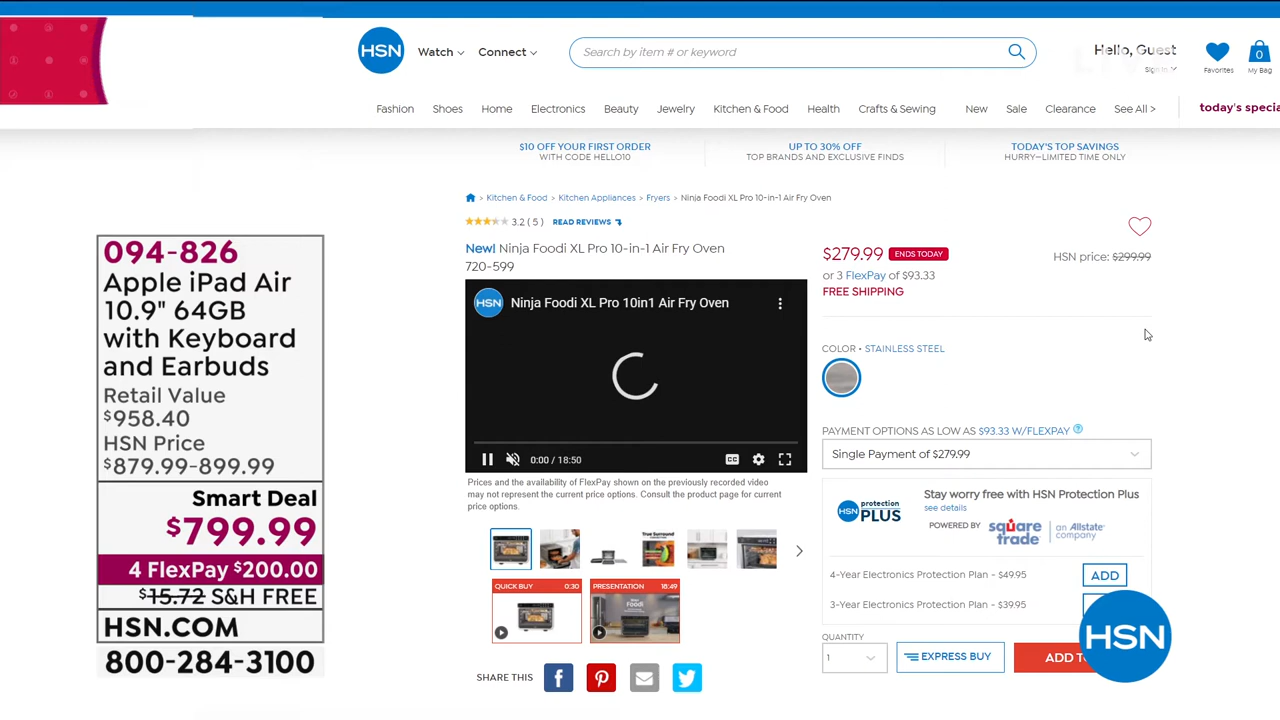 HSN
Watch
Connect
Search by item # or keyword
Hello, Guest
Sign In
Favorites
0
My Bag
Fashion
Shoes
Home
Electronics
Beauty
Jewelry
Kitchen & Food
Health
Crafts & Sewing
New
Sale
Clearance
See All >
today's specia
$10 OFF YOUR FIRST ORDER
WITH CODE HELLO10
UP TO 30% OFF
TOP BRANDS AND EXCLUSIVE FINDS
TODAY'S TOP SAVINGS
HURRY—LIMITED TIME ONLY
> Kitchen & Food > Kitchen Appliances > Fryers > Ninja Foodi XL Pro 10-in-1 Air Fry Oven
3.2 ( 5 ) READ REVIEWS
New! Ninja Foodi XL Pro 10-in-1 Air Fry Oven
720-599
HSN Ninja Foodi XL Pro 10in1 Air Fry Oven
0:00 / 18:50
CC
Prices and the availability of FlexPay shown on the previously recorded video
may not represent the current price options. Consult the product page for current
price options.
True Surround
QUICK BUY 0:30
PRESENTATION 18:49
Foodi
SHARE THIS
$279.99 ENDS TODAY
HSN price: $299.99
or 3 FlexPay of $93.33
FREE SHIPPING
COLOR • STAINLESS STEEL
PAYMENT OPTIONS AS LOW AS $93.33 W/FLEXPAY ?
Single Payment of $279.99
HSN protection PLUS
Stay worry free with HSN Protection Plus
see details
POWERED BY square trade an Allstate company
4-Year Electronics Protection Plan - $49.95
ADD
3-Year Electronics Protection Plan - $39.95
QUANTITY
1
EXPRESS BUY
ADD TO
HSN
094-826
Apple iPad Air
10.9" 64GB
with Keyboard
and Earbuds
Retail Value
$958.40
HSN Price
$879.99-899.99
Smart Deal
$799.99
4 FlexPay $200.00
$15.72 S&H FREE
HSN.COM
800-284-3100